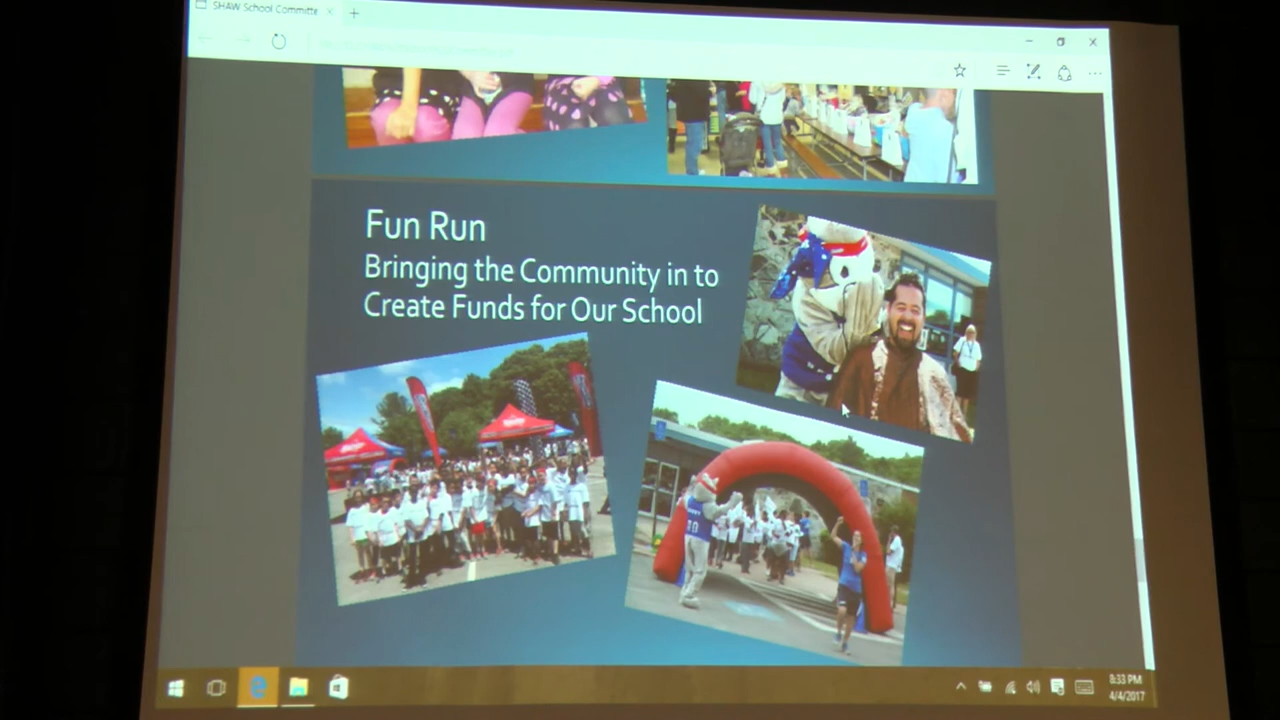 SHAW School Committe
Fun Run
Bringing the Community in to
Create Funds for Our School
8:33 PM
4/4/2017